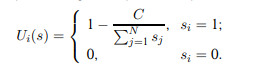 U_i(s) = { 1 − C / ∑_{j=1}^{N} s_j, s_i = 1;
0, s_i = 0.